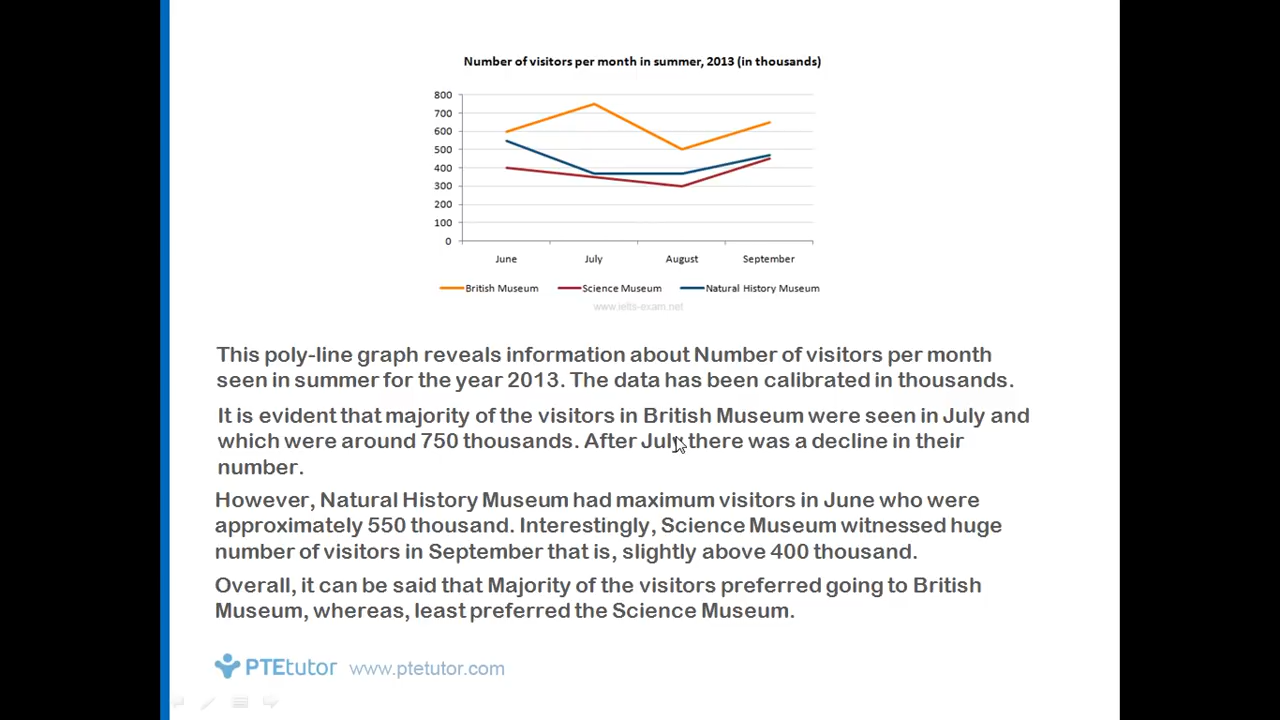 Number of visitors per month in summer, 2013 (in thousands)
800
700
600
500
400
300
200
100
0
June July August September
British Museum Science Museum Natural History Museum
www.ielts-exam.net
This poly-line graph reveals information about Number of visitors per month
seen in summer for the year 2013. The data has been calibrated in thousands.
It is evident that majority of the visitors in British Museum were seen in July and
which were around 750 thousands. After July there was a decline in their
number.
However, Natural History Museum had maximum visitors in June who were
approximately 550 thousand. Interestingly, Science Museum witnessed huge
number of visitors in September that is, slightly above 400 thousand.
Overall, it can be said that Majority of the visitors preferred going to British
Museum, whereas, least preferred the Science Museum.
PTEtutor www.ptetutor.com